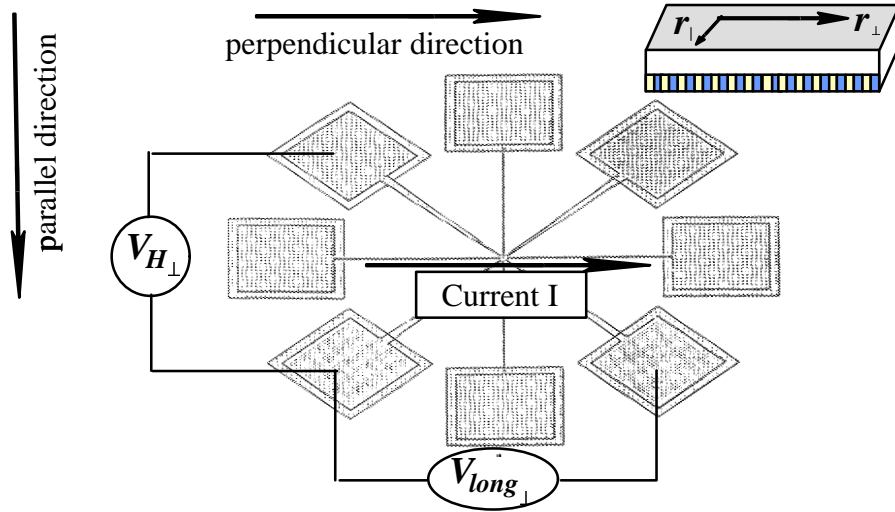 perpendicular direction
r∥
r⊥
parallel direction
V_H⊥
Current I
V_long⊥